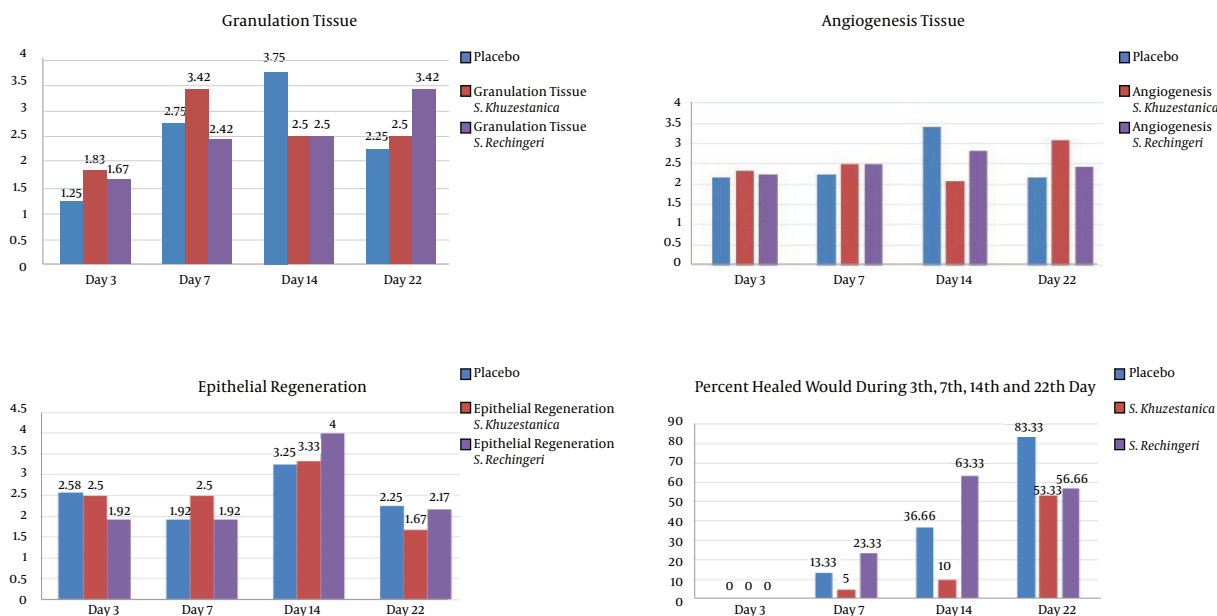 Granulation Tissue
4
3.5
3
2.5
2
1.5
1
0.5
0
1.25
1.83
1.67
2.75
3.42
2.42
3.75
2.5
2.5
2.25
2.5
3.42
Day 3
Day 7
Day 14
Day 22
Placebo
Granulation Tissue
S. Khuzestanica
Granulation Tissue
S. Rechingeri
Angiogenesis Tissue
4
3.5
3
2.5
2
1.5
1
0.5
0
Day 3
Day 7
Day 14
Day 22
Placebo
Angiogenesis
S. Khuzestanica
Angiogenesis
S. Rechingeri
Epithelial Regeneration
4.5
4
3.5
3
2.5
2
1.5
1
0.5
0
2.58
2.5
1.92
1.92
2.5
1.92
3.25
3.33
4
2.25
1.67
2.17
Day 3
Day 7
Day 14
Day 22
Placebo
Epithelial Regeneration
S. Khuzestanica
Epithelial Regeneration
S. Rechingeri
Percent Healed Would During 3th, 7th, 14th and 22th Day
90
80
70
60
50
40
30
20
10
0
0
0
0
13.33
5
23.33
36.66
10
63.33
83.33
53.33
56.66
Day 3
Day 7
Day 14
Day 22
Placebo
S. Khuzestanica
S. Rechingeri